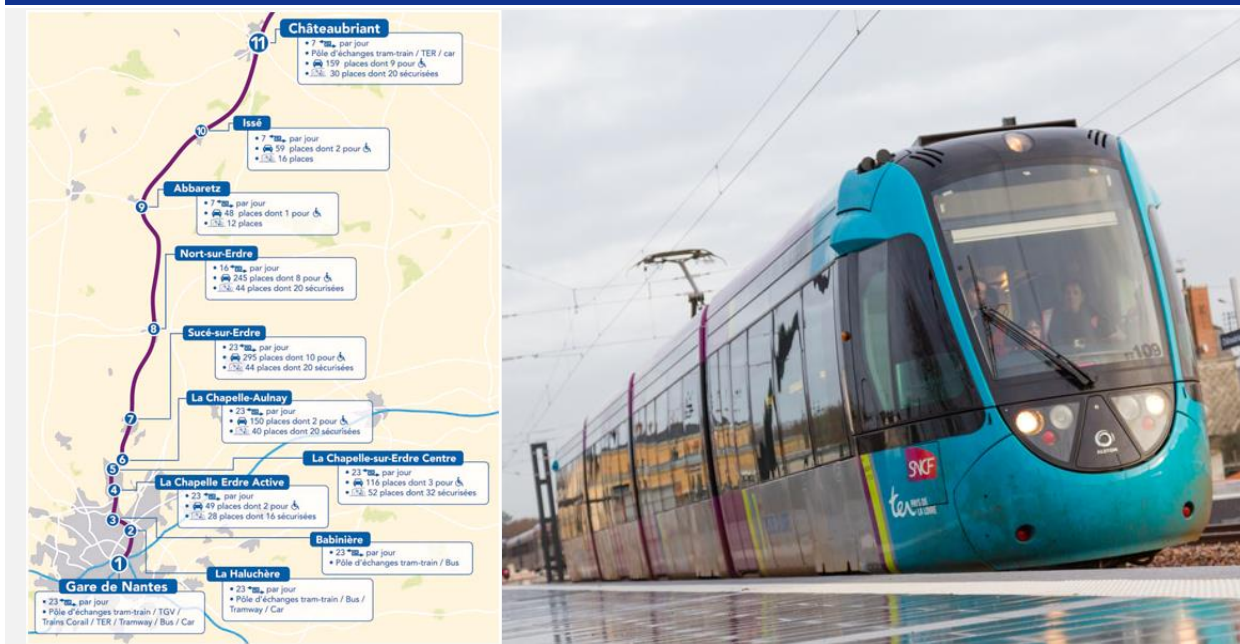 11
Châteaubriant
• 7 par jour
• Pôle d'échanges tram-train / TER / car
• 159 places dont 9 pour
• 30 places dont 20 sécurisées
10
Issé
• 7 par jour
• 59 places dont 2 pour
• 16 places
9
Abbaretz
• 7 par jour
• 48 places dont 1 pour
• 12 places
Nort-sur-Erdre
• 16 par jour
• 245 places dont 8 pour
• 44 places dont 20 sécurisées
8
Sucé-sur-Erdre
• 23 par jour
• 295 places dont 10 pour
• 44 places dont 20 sécurisées
7
La Chapelle-Aulnay
• 23 par jour
• 150 places dont 2 pour
• 40 places dont 20 sécurisées
6
5
La Chapelle-sur-Erdre Centre
• 23 par jour
• 116 places dont 3 pour
• 52 places dont 32 sécurisées
4
La Chapelle Erdre Active
• 23 par jour
• 49 places dont 2 pour
• 28 places dont 16 sécurisées
3
2
Babinière
• 23 par jour
• Pôle d'échanges tram-train / Bus
1
La Haluchère
• 23 par jour
• Pôle d'échanges tram-train / Bus /
Tramway / Car
Gare de Nantes
• 23 par jour
• Pôle d'échanges tram-train / TGV /
Trains Corail / TER / Tramway / Bus / Car
109
SNCF
ter PAYS DE
LA LOIRE
ALSTOM